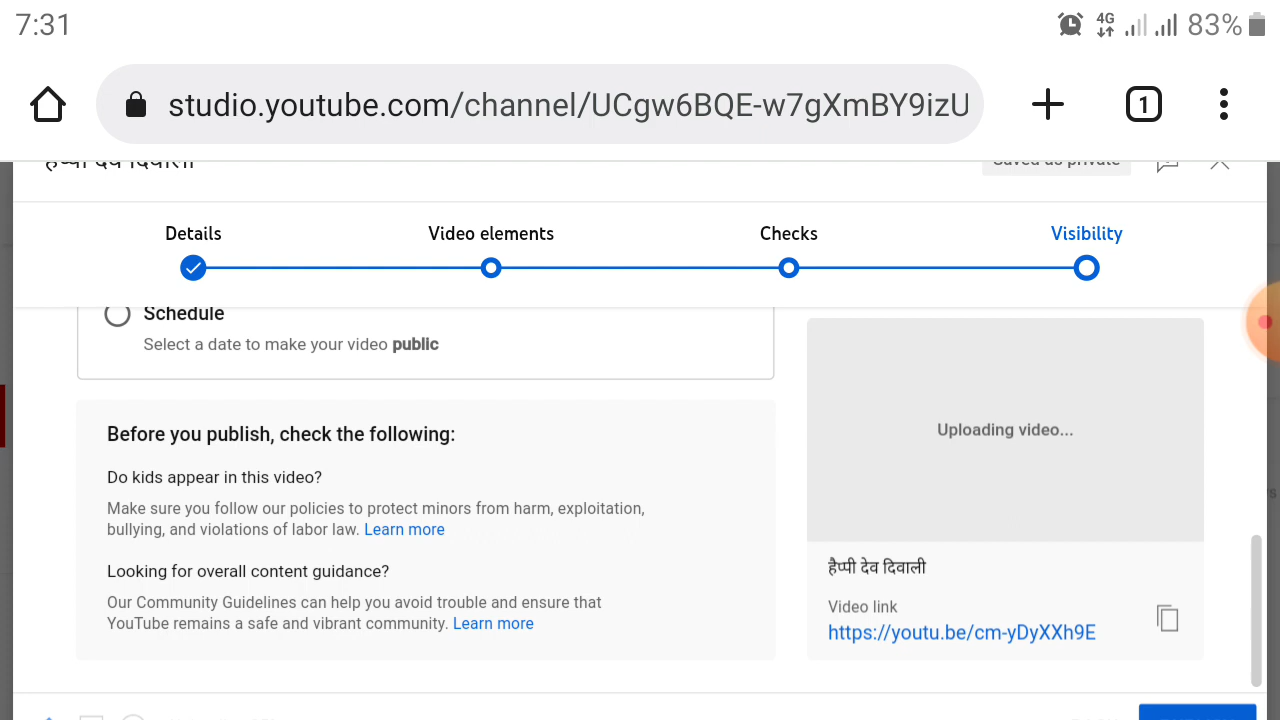 7:31
4G
83%
studio.youtube.com/channel/UCgw6BQE-w7gXmBY9izU
1
Saved as private
Details
Video elements
Checks
Visibility
Schedule
Select a date to make your video public
Before you publish, check the following:
Do kids appear in this video?
Make sure you follow our policies to protect minors from harm, exploitation,
bullying, and violations of labor law. Learn more
Looking for overall content guidance?
Our Community Guidelines can help you avoid trouble and ensure that
YouTube remains a safe and vibrant community. Learn more
Uploading video...
हैप्पी देव दिवाली
Video link
https://youtu.be/cm-yDyXXh9E